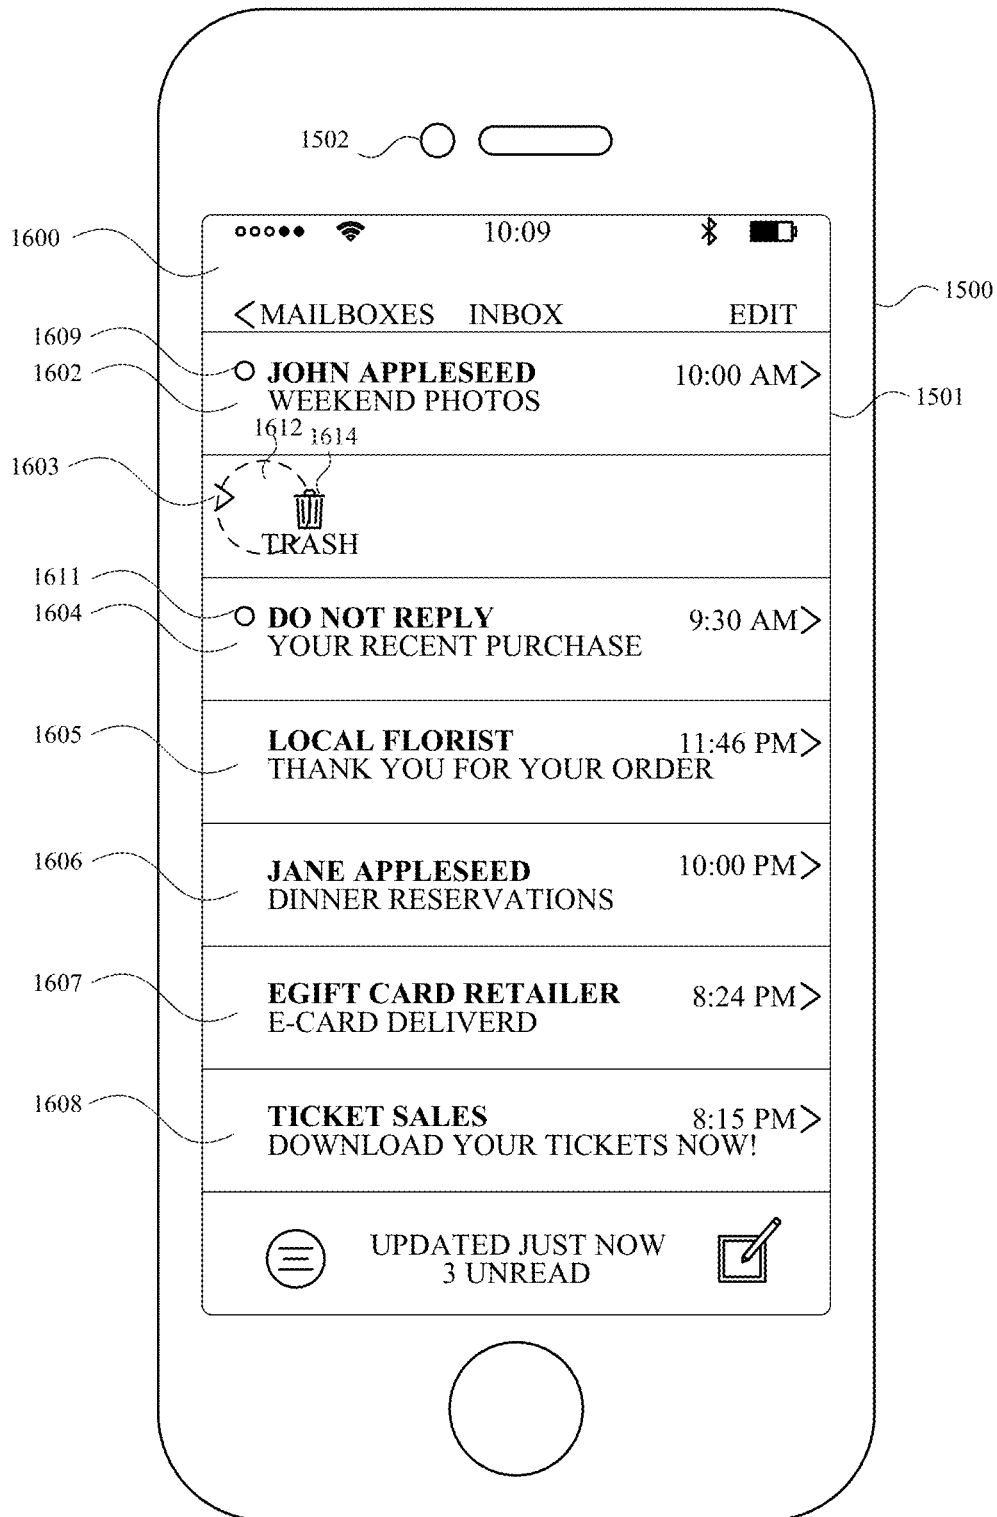 1502
10:09
1600
1500
MAILBOXES INBOX EDIT
1609
JOHN APPLESEED 10:00 AM
1602
WEEKEND PHOTOS
1501
1612 1614
1603
TRASH
1611
1604
DO NOT REPLY 9:30 AM
YOUR RECENT PURCHASE
1605
LOCAL FLORIST 11:46 PM
THANK YOU FOR YOUR ORDER
1606
JANE APPLESEED 10:00 PM
DINNER RESERVATIONS
1607
EGIFT CARD RETAILER 8:24 PM
E-CARD DELIVERD
1608
TICKET SALES 8:15 PM
DOWNLOAD YOUR TICKETS NOW!
UPDATED JUST NOW
3 UNREAD